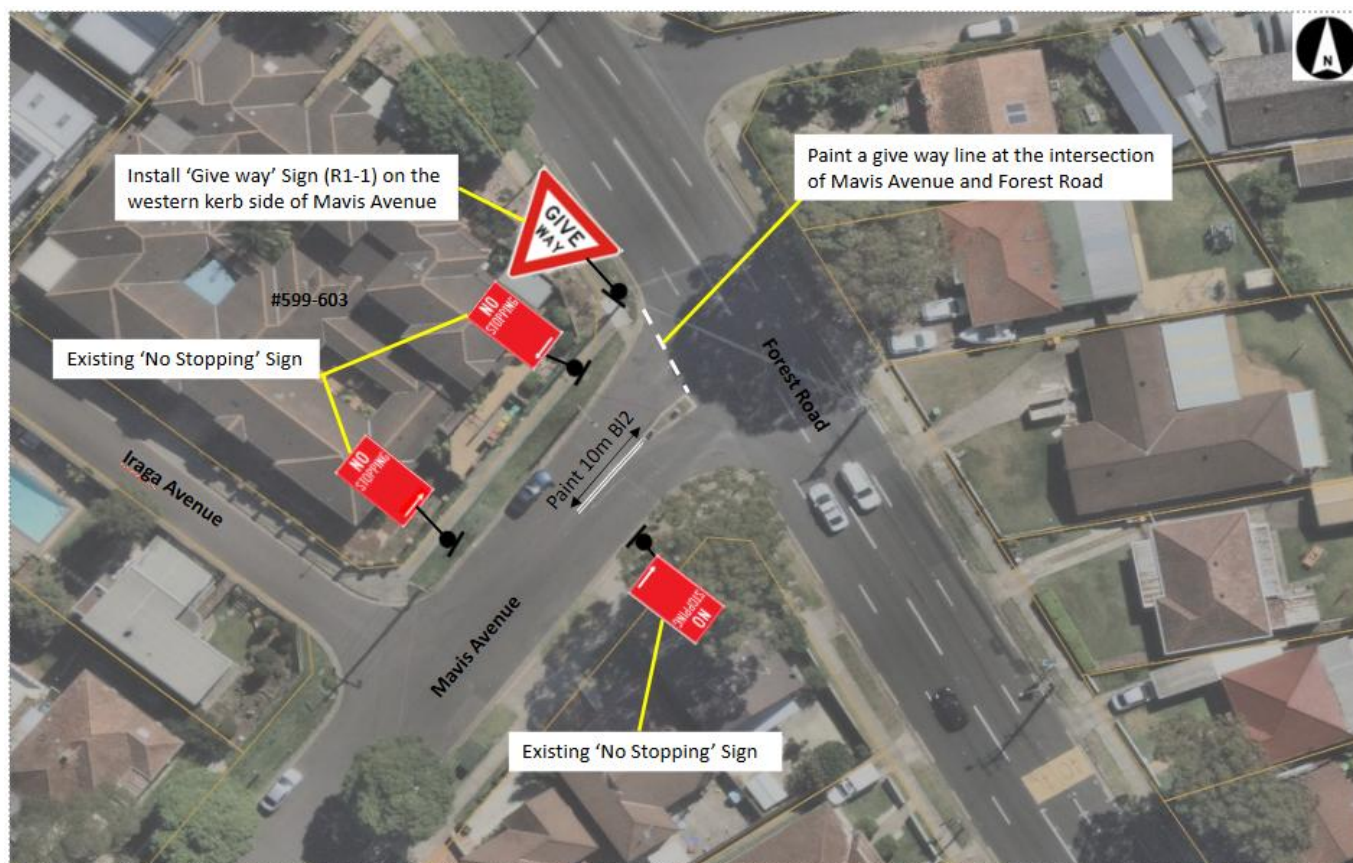 N
Install ‘Give way’ Sign (R1-1) on the
western kerb side of Mavis Avenue
Paint a give way line at the intersection
of Mavis Avenue and Forest Road
GIVE
WAY
#599-603
NO
STOPPING
Existing ‘No Stopping’ Sign
Forest Road
Paint 10m Bl2
NO
STOPPING
Iraga Avenue
NO
STOPPING
Mavis Avenue
Existing ‘No Stopping’ Sign